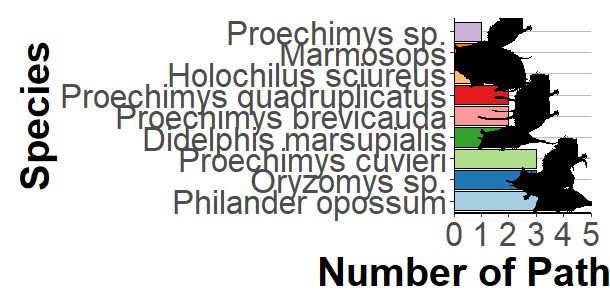 Species
Proechimys sp.
Marmosops
Holochilus sciureus
Proechimys quadruplicatus
Proechimys brevicauda
Didelphis marsupialis
Proechimys cuvieri
Oryzomys sp.
Philander opossum
0 1 2 3 4 5
Number of Path